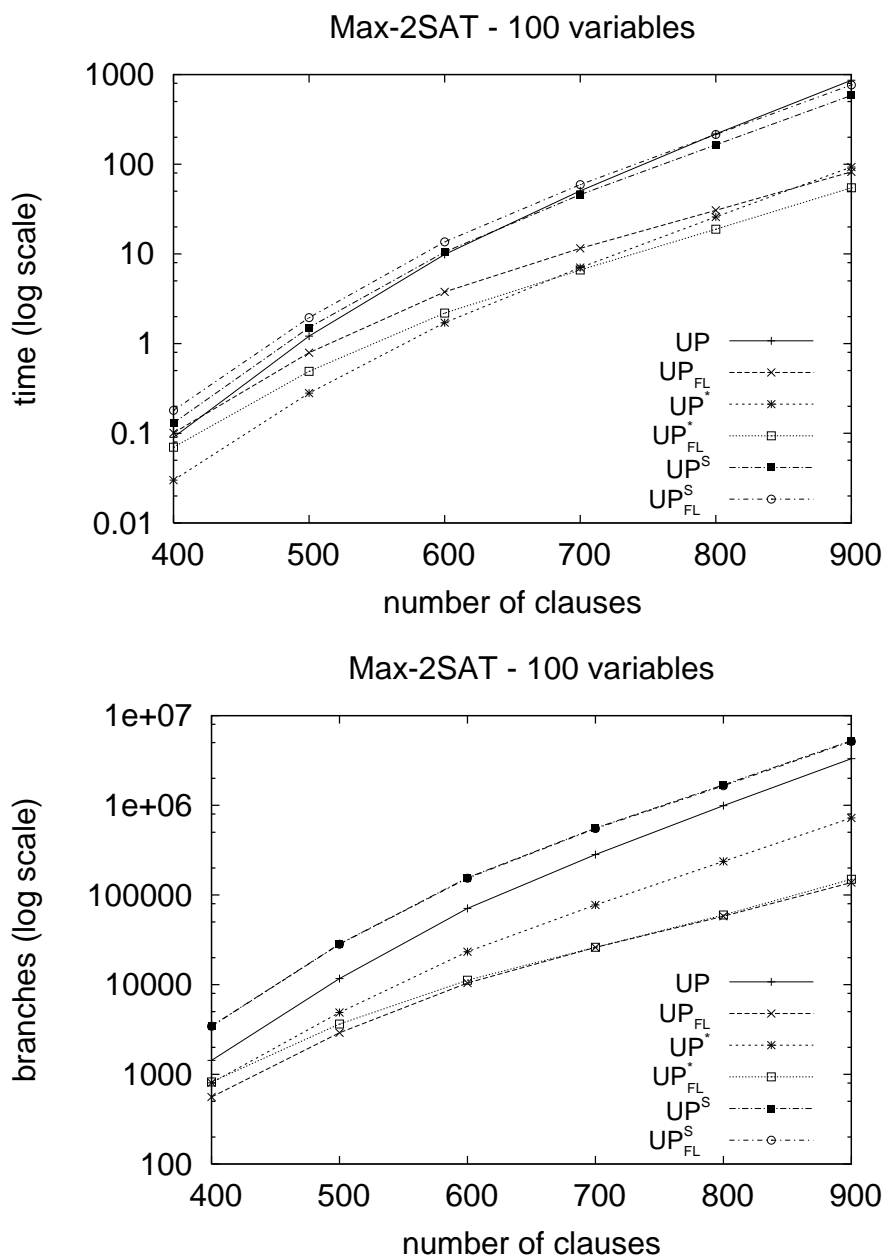 Max-2SAT - 100 variables
1000
100
10
1
0.1
0.01
time (log scale)
UP
UP_FL
UP^*
UP^*_FL
UP^S
UP^S_FL
400 500 600 700 800 900
number of clauses
Max-2SAT - 100 variables
1e+07
1e+06
100000
10000
1000
100
branches (log scale)
UP
UP_FL
UP^*
UP^*_FL
UP^S
UP^S_FL
400 500 600 700 800 900
number of clauses